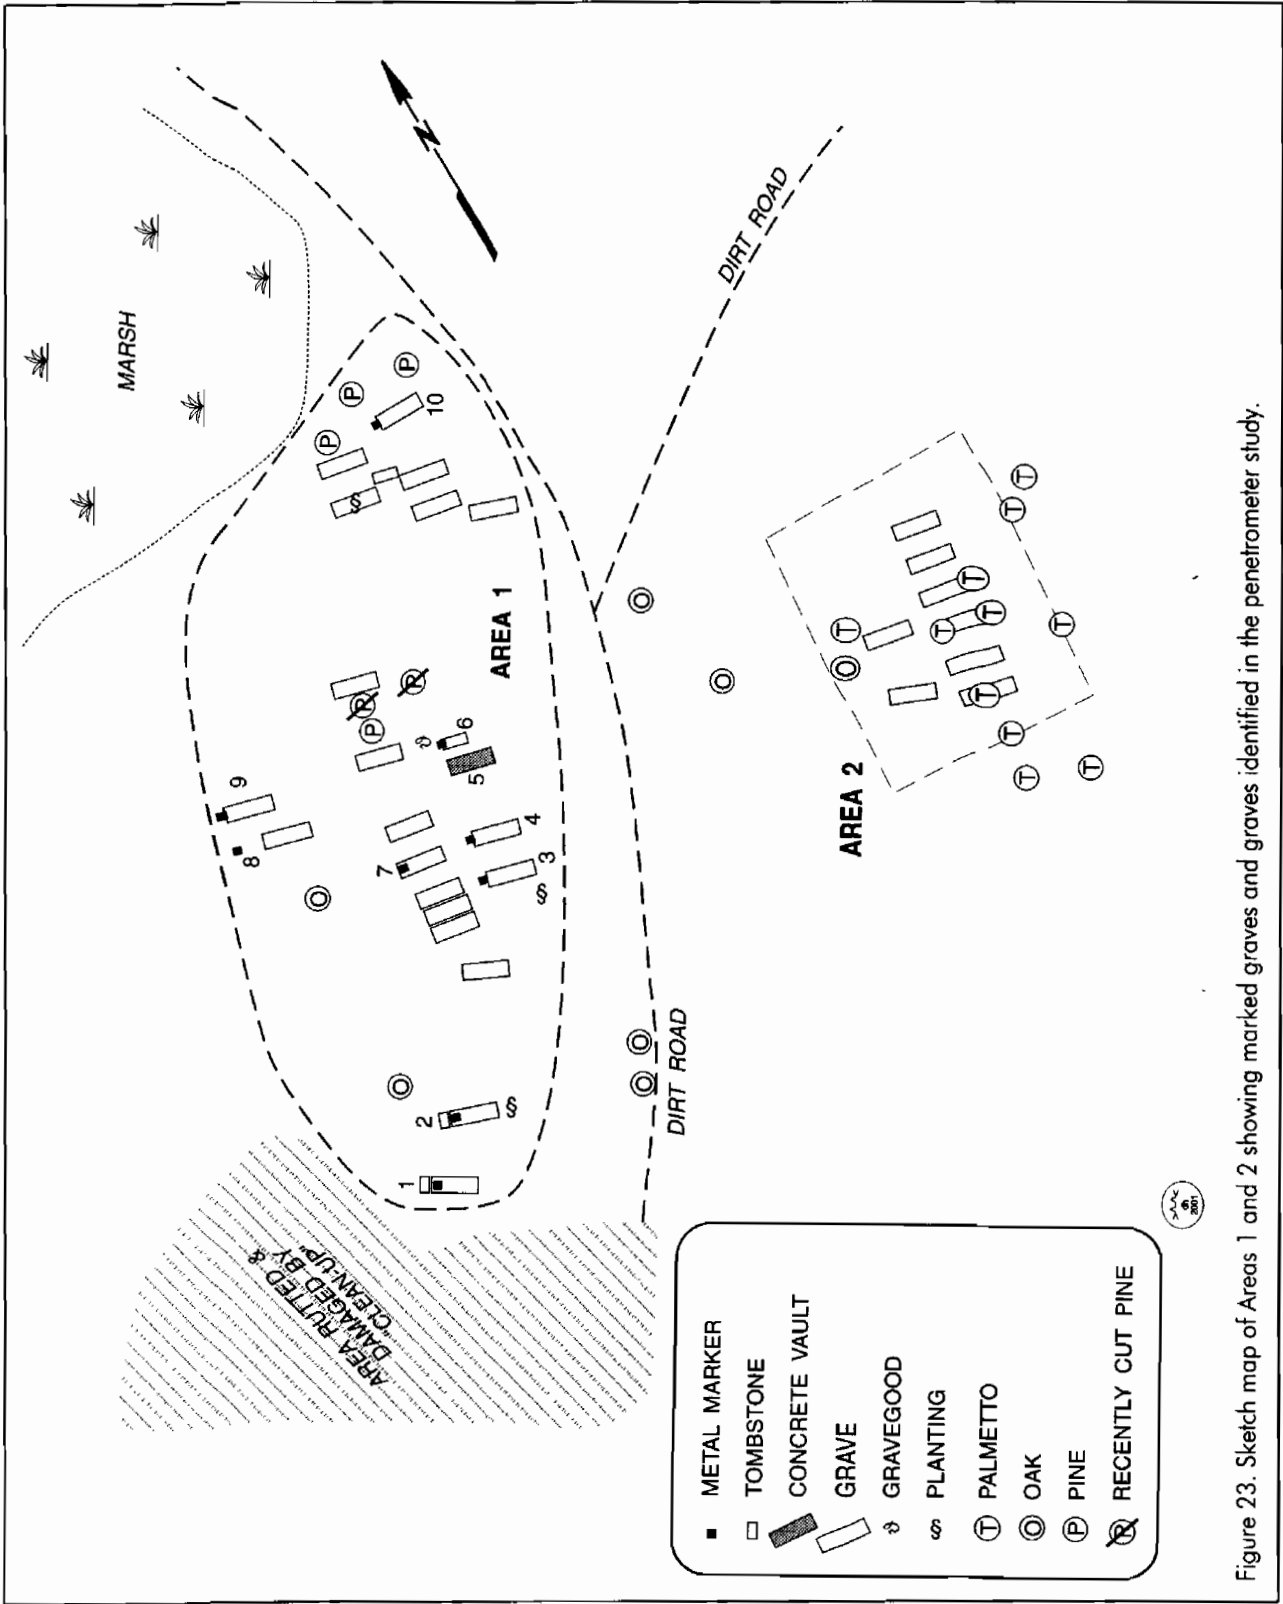 MARSH
N
DIRT ROAD
AREA 1
AREA 2
DIRT ROAD
AREA RUTTED &
DAMAGED BY
"CLEAN-UP"
1
2
3
4
5
6
7
8
9
10
P
P
P
P
R
R
O
O
O
O
O
O
O
T
T
T
T
T
T
T
T
T
T
T
§
§
§
METAL MARKER
TOMBSTONE
CONCRETE VAULT
GRAVE
GRAVEGOOD
§ PLANTING
T PALMETTO
O OAK
P PINE
R RECENTLY CUT PINE
dh
2001
Figure 23. Sketch map of Areas 1 and 2 showing marked graves and graves identified in the penetrometer study.